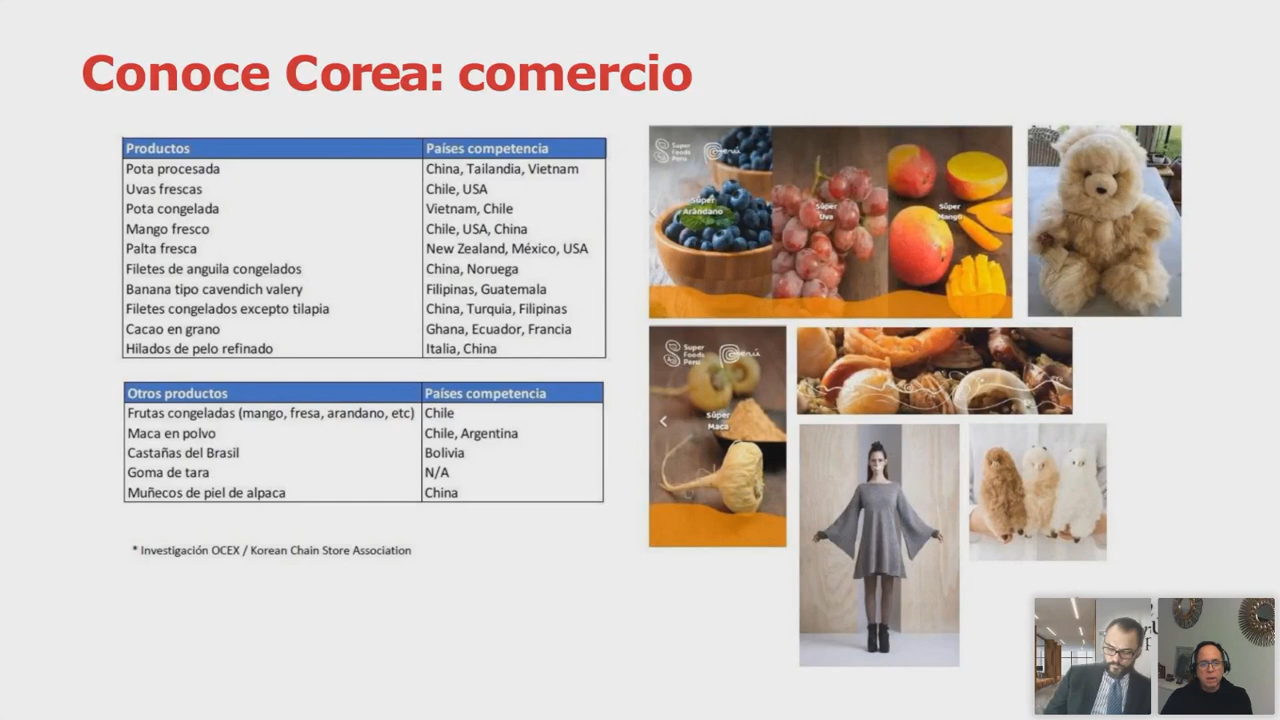 Conoce Corea: comercio
Productos Países competencia
Pota procesada China, Tailandia, Vietnam
Uvas frescas Chile, USA
Pota congelada Vietnam, Chile
Mango fresco Chile, USA, China
Palta fresca New Zealand, México, USA
Filetes de anguila congelados China, Noruega
Banana tipo cavendich valery Filipinas, Guatemala
Filetes congelados excepto tilapia China, Turquia, Filipinas
Cacao en grano Ghana, Ecuador, Francia
Hilados de pelo refinado Italia, China
Otros productos Países competencia
Frutas congeladas (mango, fresa, arandano, etc) Chile
Maca en polvo Chile, Argentina
Castañas del Brasil Bolivia
Goma de tara N/A
Muñecos de piel de alpaca China
* Investigación OCEX / Korean Chain Store Association
Super
Foods
Peru
Perú
Súper
Arándano
Súper
Uva
Súper
Mango
Super
Foods
Peru
Perú
Súper
Maca